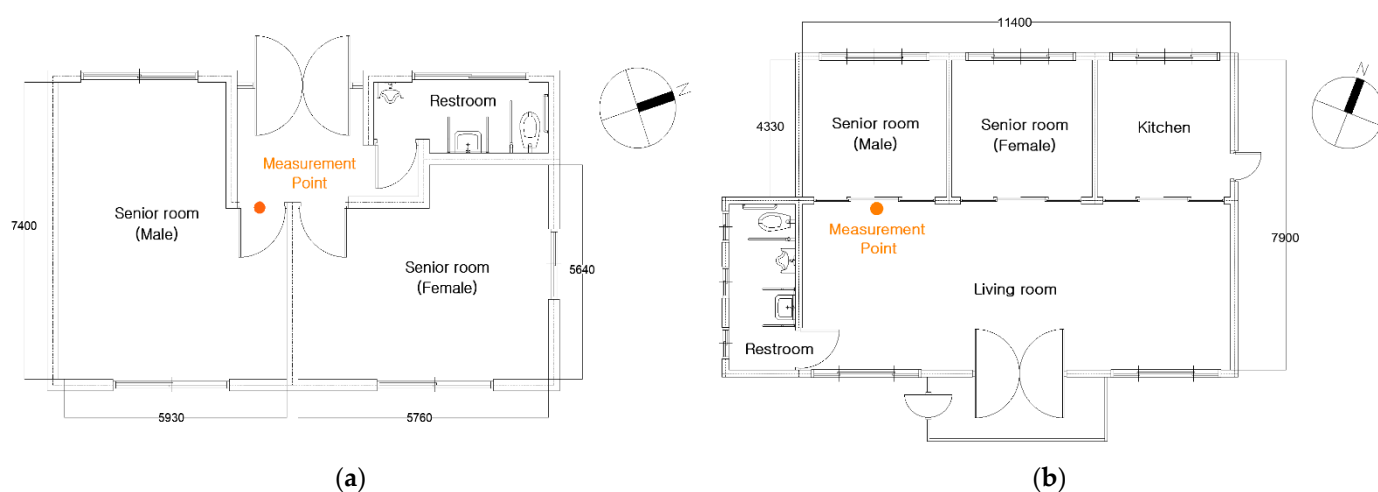 Restroom
Measurement
Point
Senior room
(Male)
Senior room
(Female)
7400
5640
5930
5760
N
(a)
11400
N
4330
Senior room
(Male)
Senior room
(Female)
Kitchen
Measurement
Point
7900
Living room
Restroom
(b)